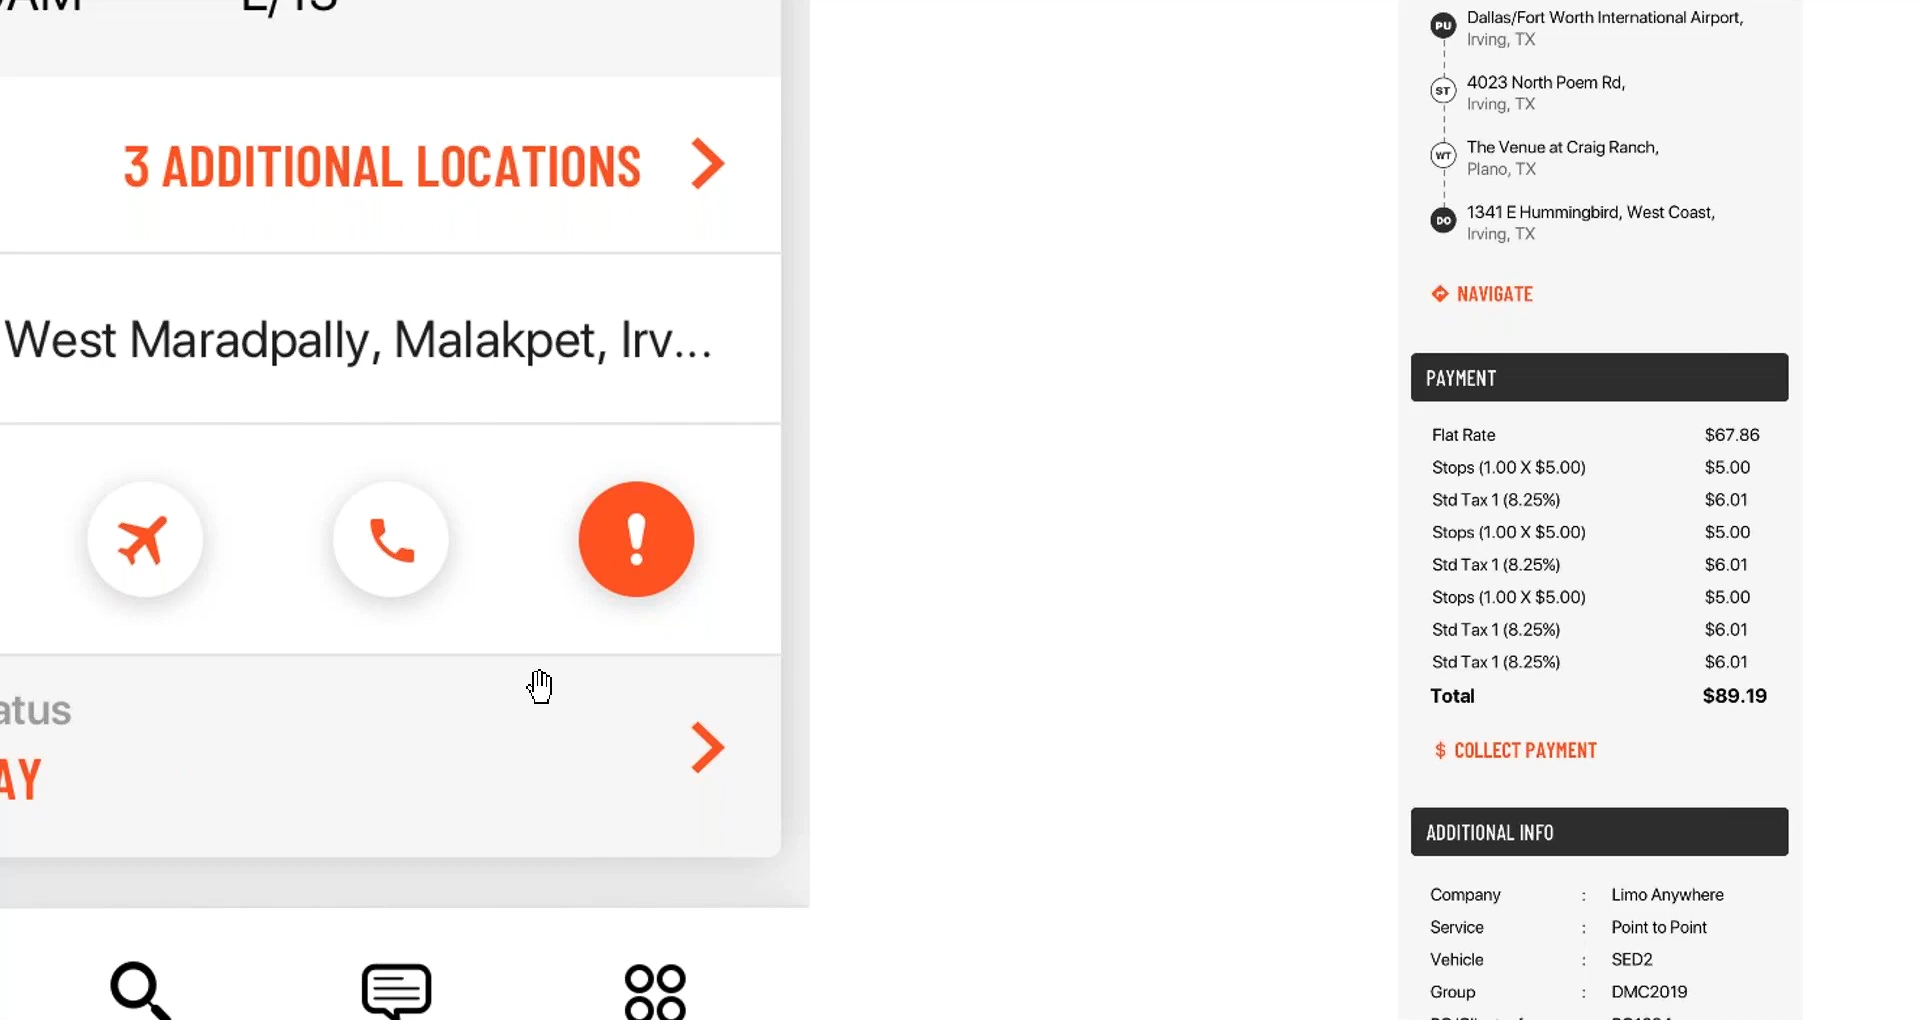 3 ADDITIONAL LOCATIONS
West Maradpally, Malakpet, Irv...
atus
AY
PU Dallas/Fort Worth International Airport,
Irving, TX
ST 4023 North Poem Rd,
Irving, TX
WT The Venue at Craig Ranch,
Plano, TX
DO 1341 E Hummingbird, West Coast,
Irving, TX
NAVIGATE
PAYMENT
Flat Rate $67.86
Stops (1.00 X $5.00) $5.00
Std Tax 1 (8.25%) $6.01
Stops (1.00 X $5.00) $5.00
Std Tax 1 (8.25%) $6.01
Stops (1.00 X $5.00) $5.00
Std Tax 1 (8.25%) $6.01
Std Tax 1 (8.25%) $6.01
Total $89.19
$ COLLECT PAYMENT
ADDITIONAL INFO
Company : Limo Anywhere
Service : Point to Point
Vehicle : SED2
Group : DMC2019